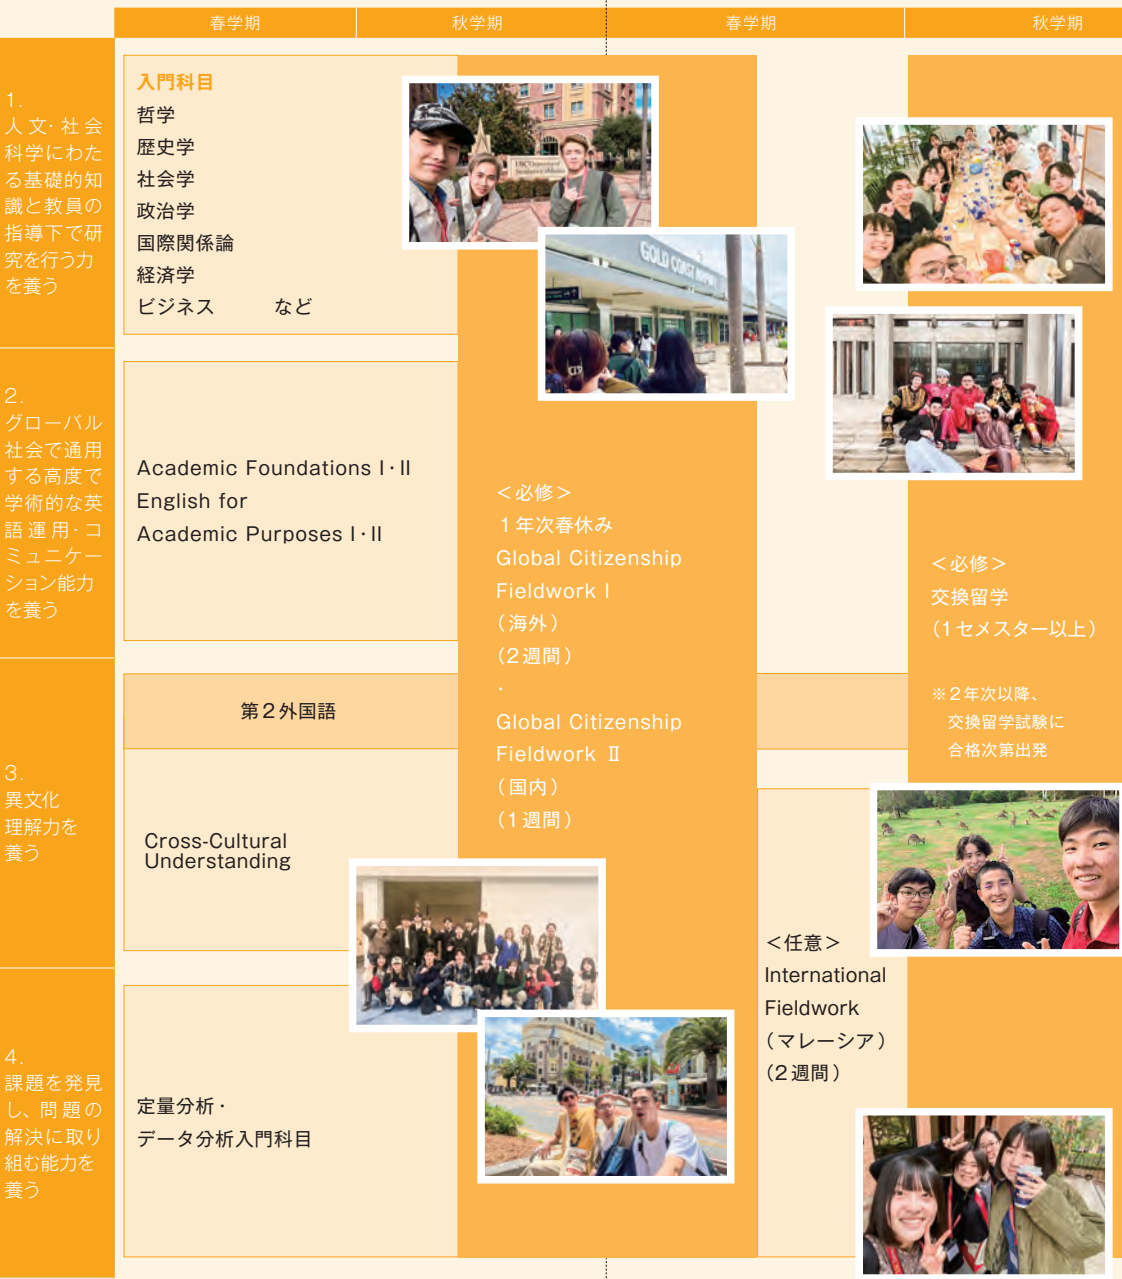 春学期
秋学期
春学期
秋学期
1.
人文・社会
科学にわた
る基礎的知
識と教員の
指導下で研
究を行う力
を養う
入門科目
哲学
歴史学
社会学
政治学
国際関係論
経済学
ビジネス など
GOLD COAST AIRPORT
2.
グローバル
社会で通用
する高度で
学術的な英
語運用・コ
ミュニケー
ション能力
を養う
Academic Foundations Ⅰ・Ⅱ
English for
Academic Purposes Ⅰ・Ⅱ
＜必修＞
1年次春休み
Global Citizenship
Fieldwork Ⅰ
（海外）
（2週間）
・
Global Citizenship
Fieldwork Ⅱ
（国内）
（1週間）
＜必修＞
交換留学
（1セメスター以上）
※2年次以降、
交換留学試験に
合格次第出発
3.
異文化
理解力を
養う
第2外国語
Cross-Cultural
Understanding
＜任意＞
International
Fieldwork
（マレーシア）
（2週間）
4.
課題を発見
し、問題の
解決に取り
組む能力を
養う
定量分析・
データ分析入門科目